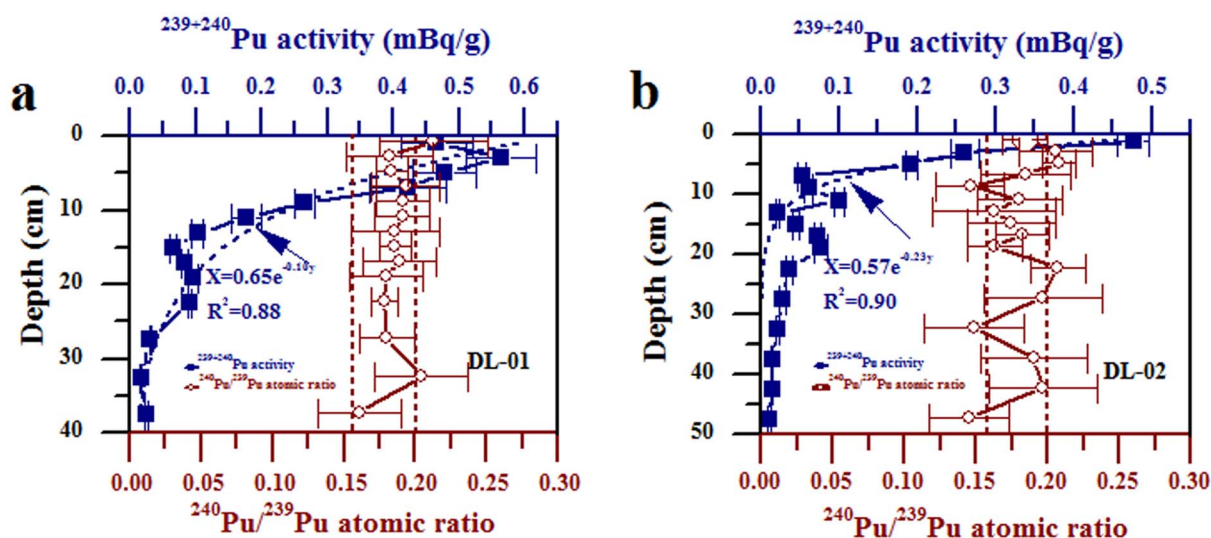 a
239+240Pu activity (mBq/g)
0.0 0.1 0.2 0.3 0.4 0.5 0.6
Depth (cm)
0
10
20
30
40
X=0.65e-0.10y
R2=0.88
239+240Pu activity
240Pu/239Pu atomic ratio
DL-01
0.00 0.05 0.10 0.15 0.20 0.25 0.30
240Pu/239Pu atomic ratio
b
239+240Pu activity (mBq/g)
0.0 0.1 0.2 0.3 0.4 0.5
Depth (cm)
0
10
20
30
40
50
X=0.57e-0.23y
R2=0.90
239+240Pu activity
240Pu/239Pu atomic ratio
DL-02
0.00 0.05 0.10 0.15 0.20 0.25 0.30
240Pu/239Pu atomic ratio